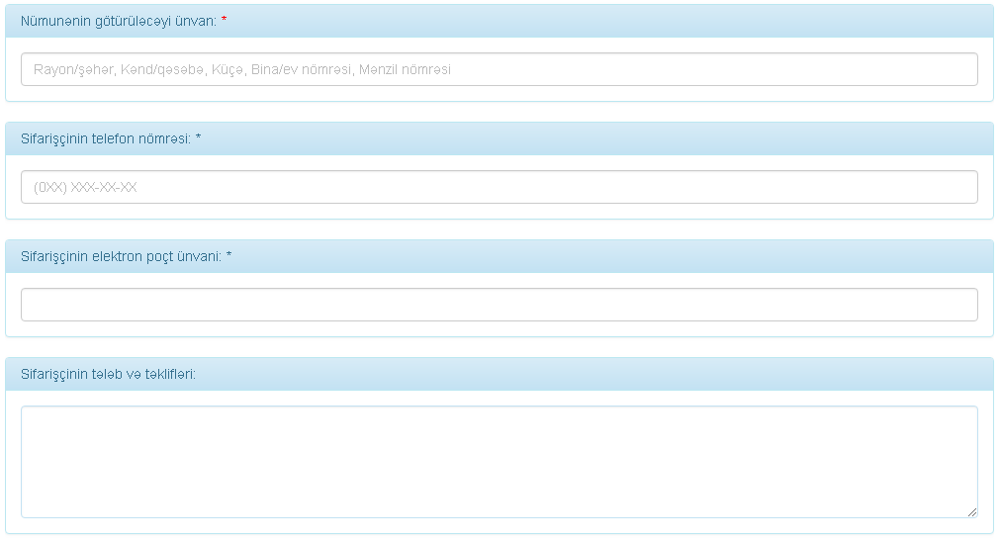 Nümunənin götürüləcəyi ünvan: *
Rayon/şəhər, Kənd/qəsəbə, Küçə, Bina/ev nömrəsi, Mənzil nömrəsi
Sifarişçinin telefon nömrəsi: *
(0XX) XXX-XX-XX
Sifarişçinin elektron poçt ünvani: *
Sifarişçinin tələb və təklifləri: